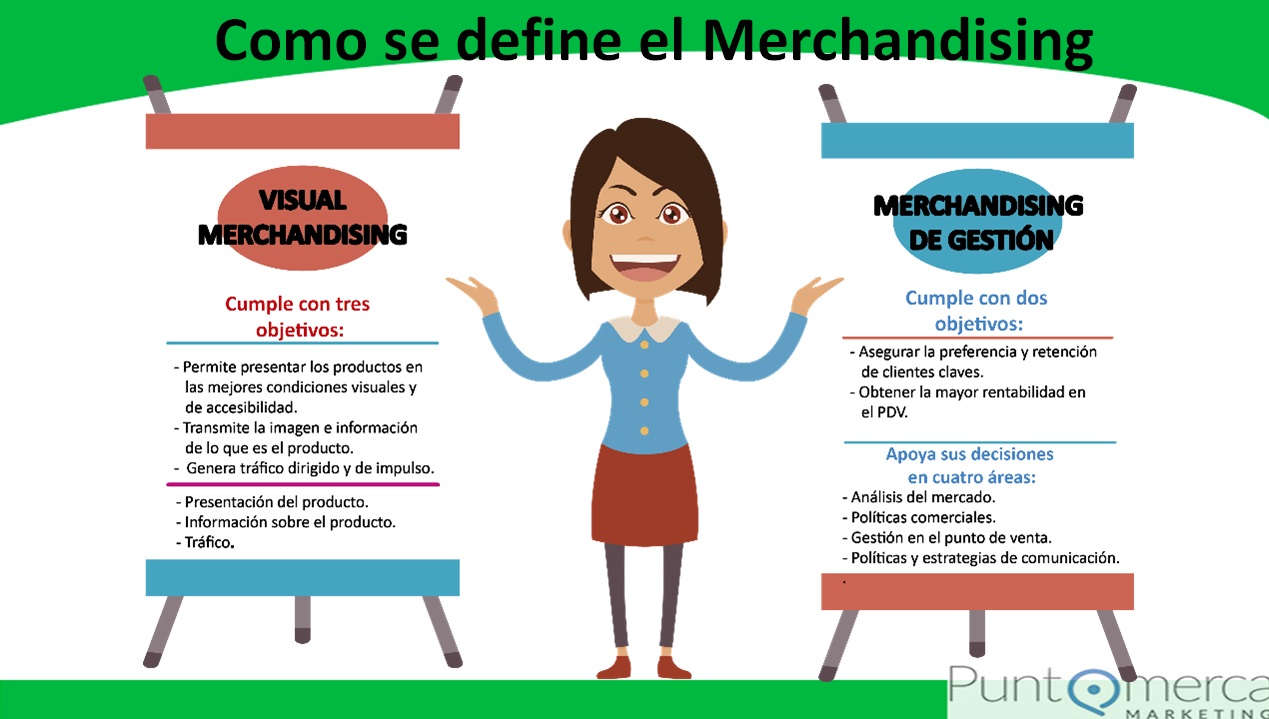 Como se define el Merchandising
VISUAL
MERCHANDISING
Cumple con tres
objetivos:
- Permite presentar los productos en
las mejores condiciones visuales y
de accesibilidad.
- Transmite la imagen e información
de lo que es el producto.
- Genera tráfico dirigido y de impulso.
- Presentación del producto.
- Información sobre el producto.
- Tráfico.
MERCHANDISING
DE GESTIÓN
Cumple con dos
objetivos:
- Asegurar la preferencia y retención
de clientes claves.
- Obtener la mayor rentabilidad en
el PDV.
Apoya sus decisiones
en cuatro áreas:
- Análisis del mercado.
- Políticas comerciales.
- Gestión en el punto de venta.
- Políticas y estrategias de comunicación.
.
Puntomerca
MARKETING